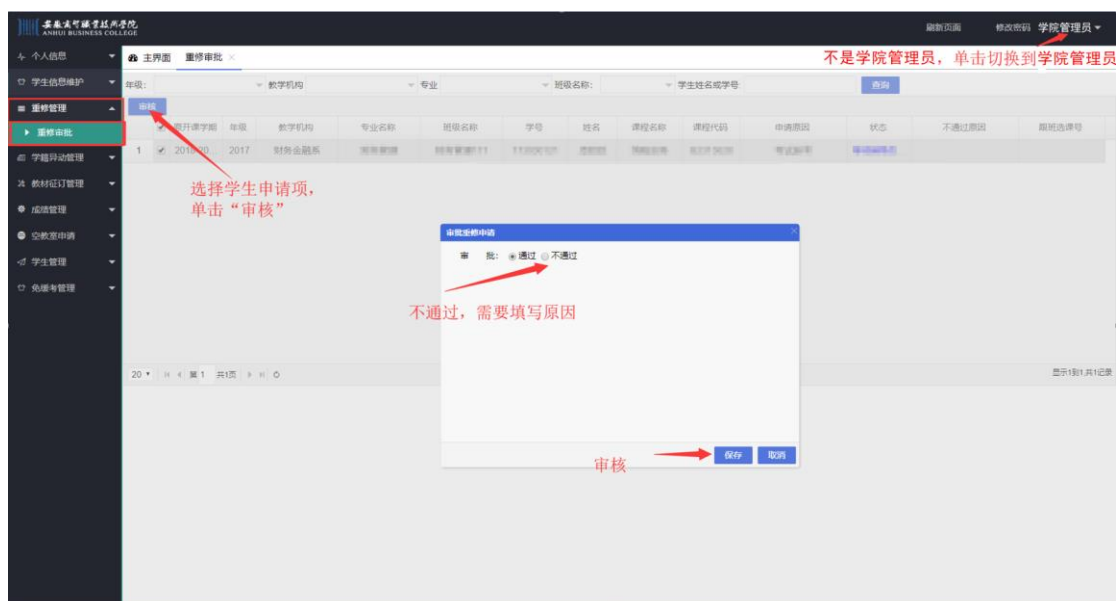 ANHUI BUSINESS COLLEGE
刷新页面 修改密码 学院管理员
个人信息
主界面 重修审批
不是学院管理员，单击切换到学院管理员
学生信息维护
年级: 教学机构 专业 班级名称: 学生姓名或学号 查询
重修管理
审核
重修审批
开课学期 年级 教学机构 专业名称 班级名称 学号 姓名 课程名称 课程代码 申请原因 状态 不通过原因 跟班选课号
1 2017 财务金融系
学籍异动管理
教材征订管理
选择学生申请项，
单击“审核”
成绩管理
空教室申请
审批重修申请
学生管理
审 批: 通过 不通过
免缓考管理
不通过，需要填写原因
20 第 1 共1页
显示1到1,共1记录
审核
保存 取消